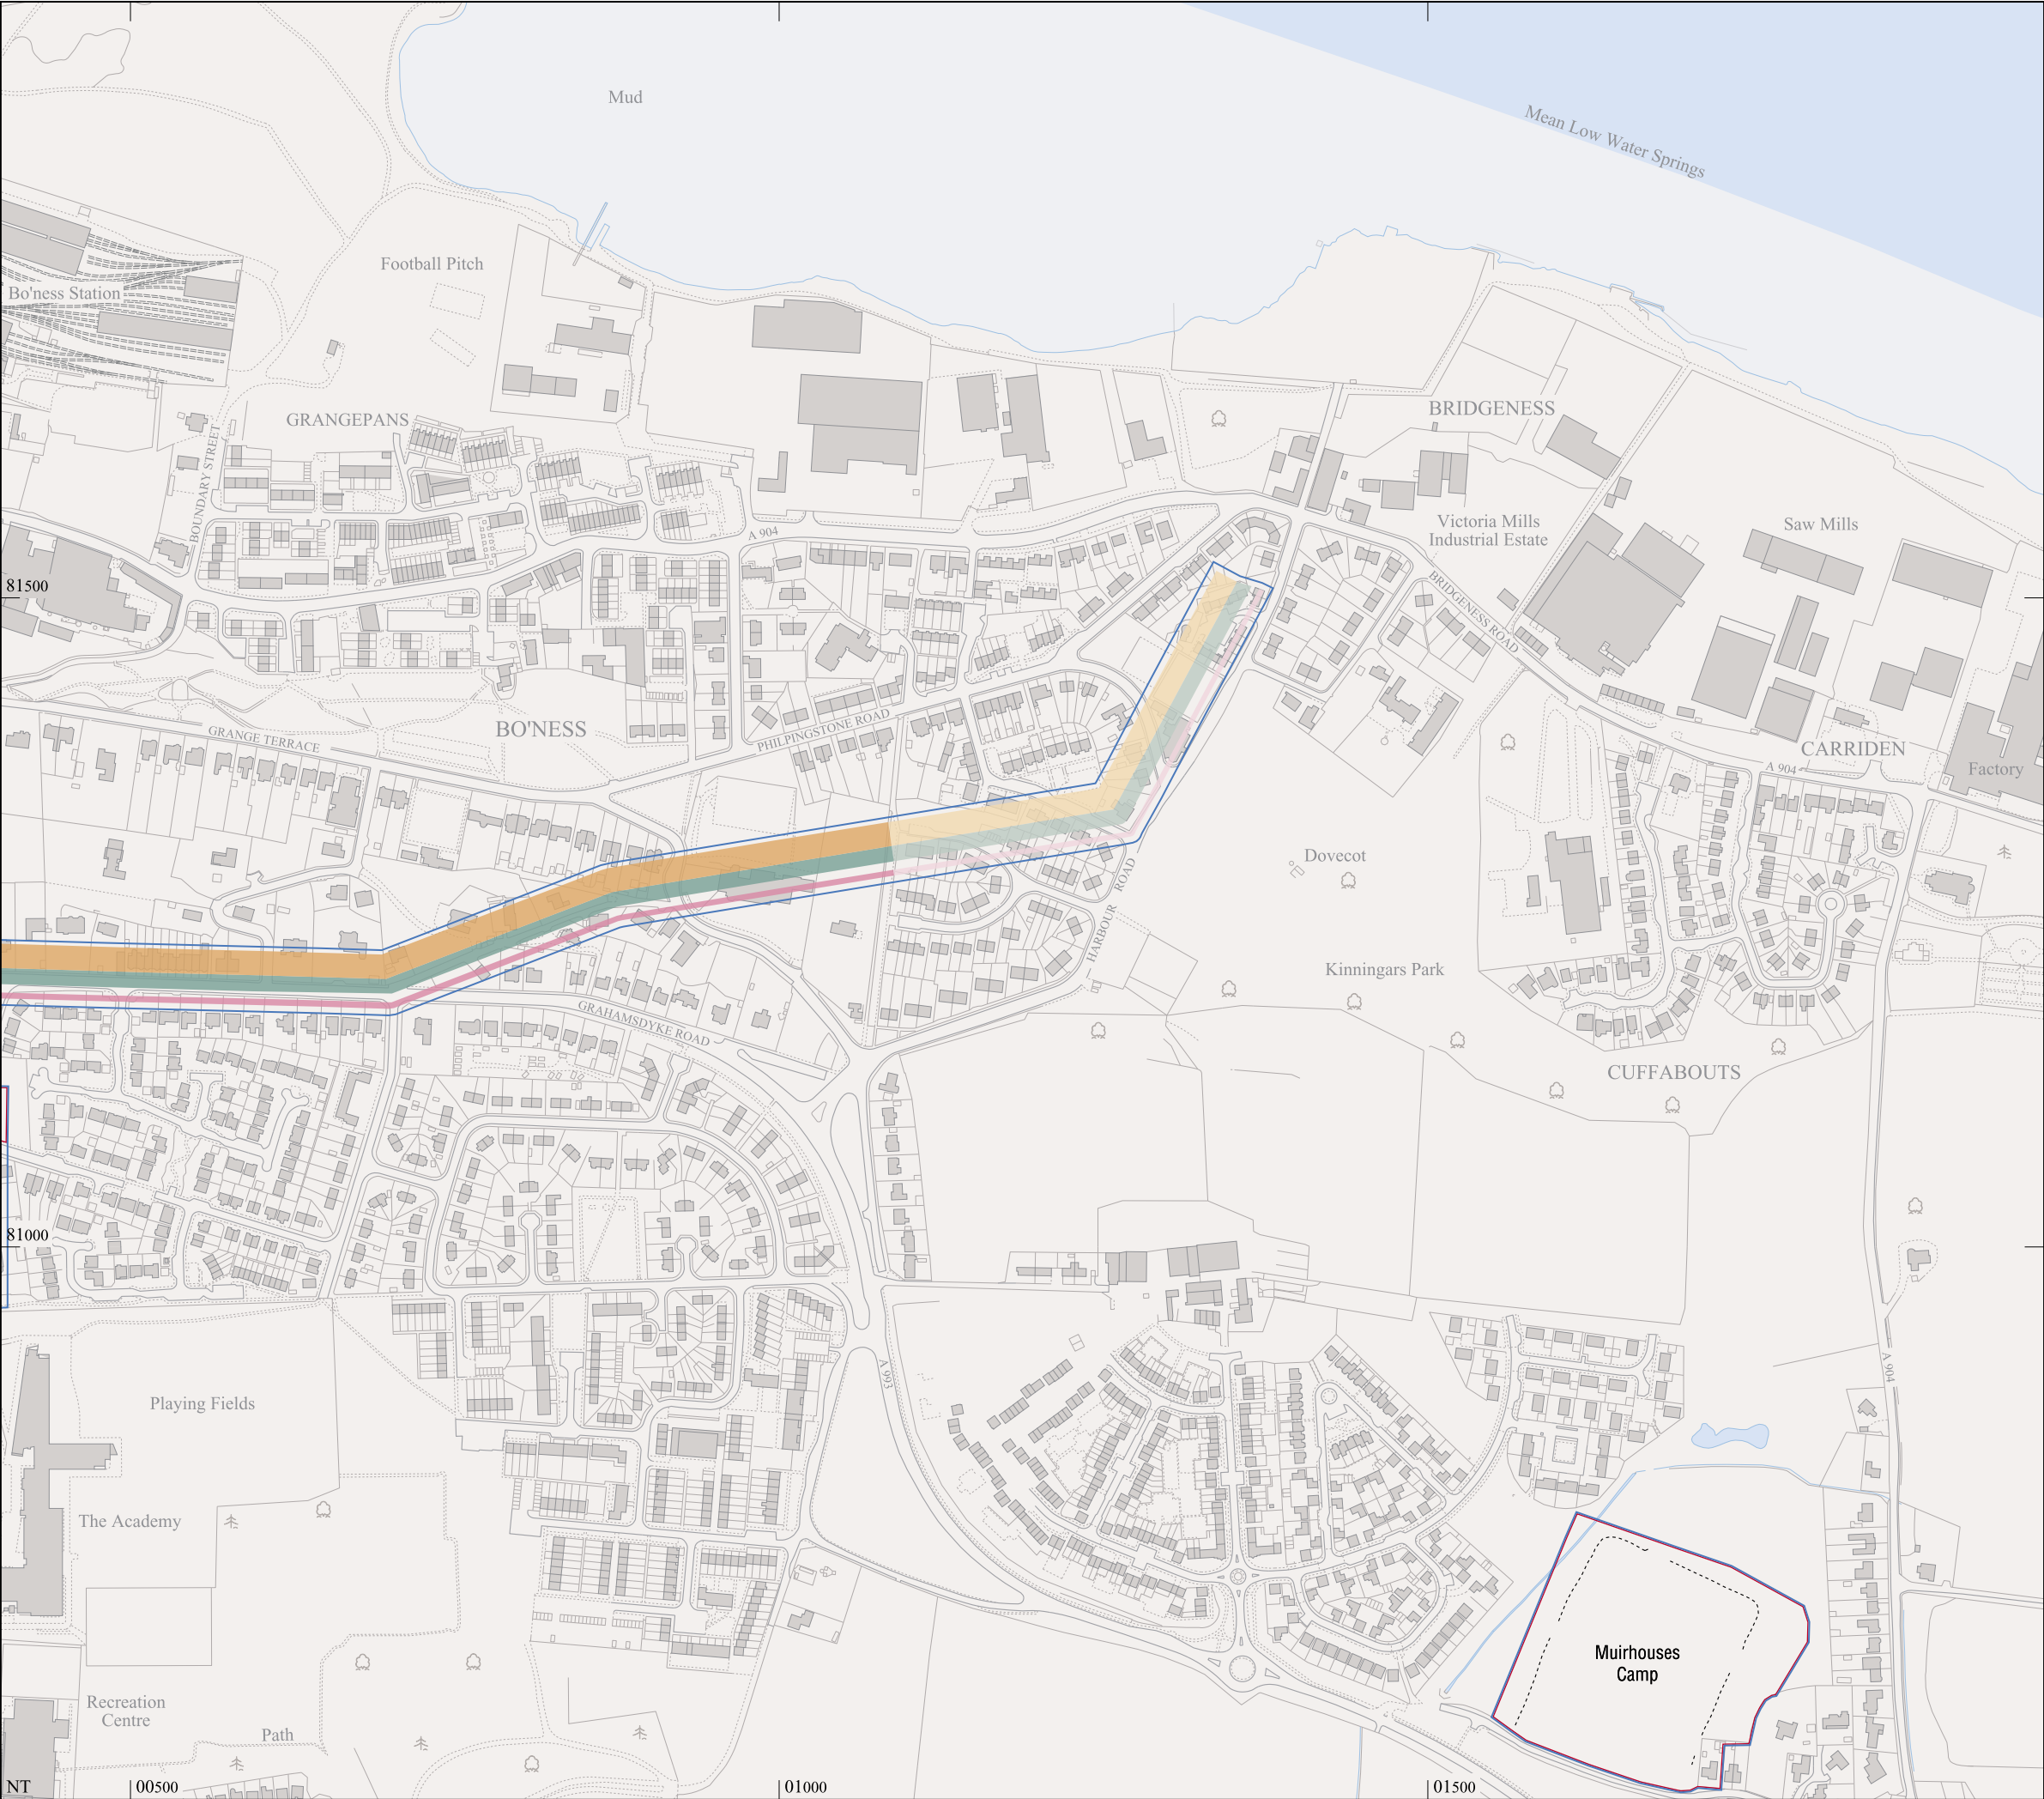 Mud
Mean Low Water Springs
Football Pitch
Bo'ness Station
GRANGEPANS
BRIDGENESS
BOUNDARY STREET
A 904
Victoria Mills
Industrial Estate
Saw Mills
81500
BRIDGENESS ROAD
PHILPINGSTONE ROAD
BO'NESS
GRANGE TERRACE
CARRIDEN
A 904
Factory
Dovecot
HARBOUR ROAD
Kinningars Park
GRAHAMSDYKE ROAD
CUFFABOUTS
81000
A 993
A 904
Playing Fields
The Academy
Muirhouses
Camp
Recreation
Centre
Path
NT
00500
01000
01500